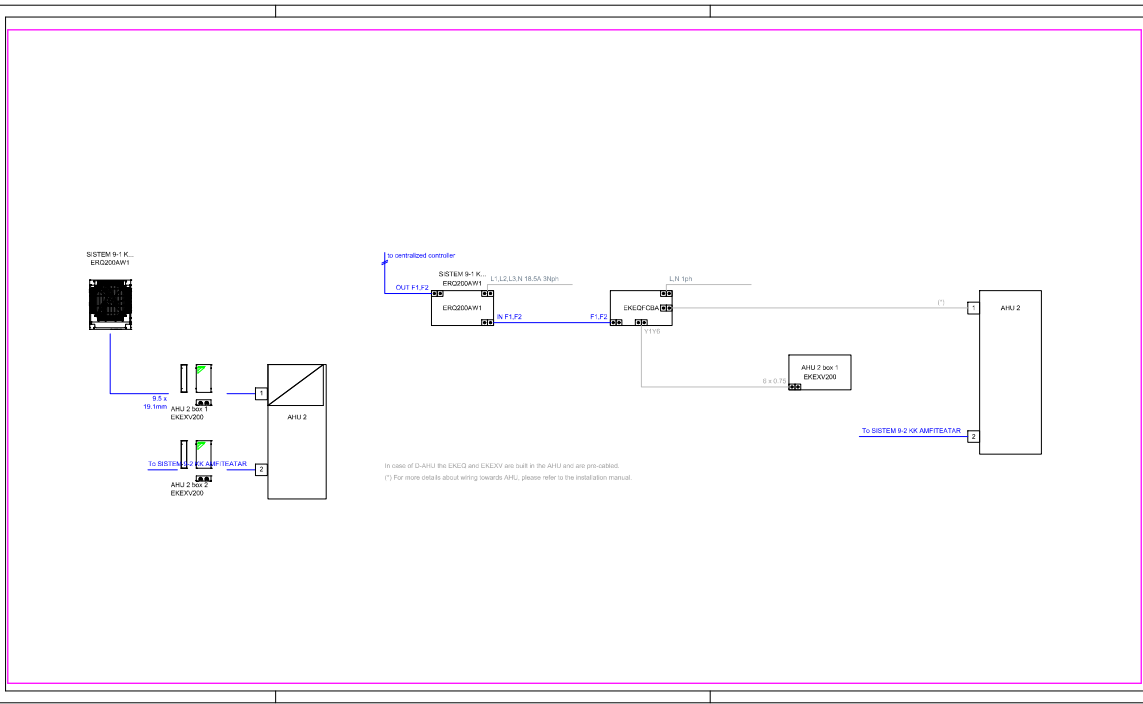 SISTEM 9-1 K...
ERQ200AW1
9.5 x
19.1mm
AHU 2 box 1
EKEXV200
1
AHU 2
To SISTEM 9-2 KK AMFITEATAR
2
AHU 2 box 2
EKEXV200
to centralized controller
SISTEM 9-1 K...
ERQ200AW1
L1,L2,L3,N 18.5A 3Nph
OUT F1,F2
ERQ200AW1
IN F1,F2
L,N 1ph
EKEQFCBA
F1,F2
Y1Y6
(*)
1
AHU 2
AHU 2 box 1
EKEXV200
6 x 0.75
To SISTEM 9-2 KK AMFITEATAR
2
In case of D-AHU the EKEQ and EKEXV are built in the AHU and are pre-cabled.
(*) For more details about wiring towards AHU, please refer to the installation manual.